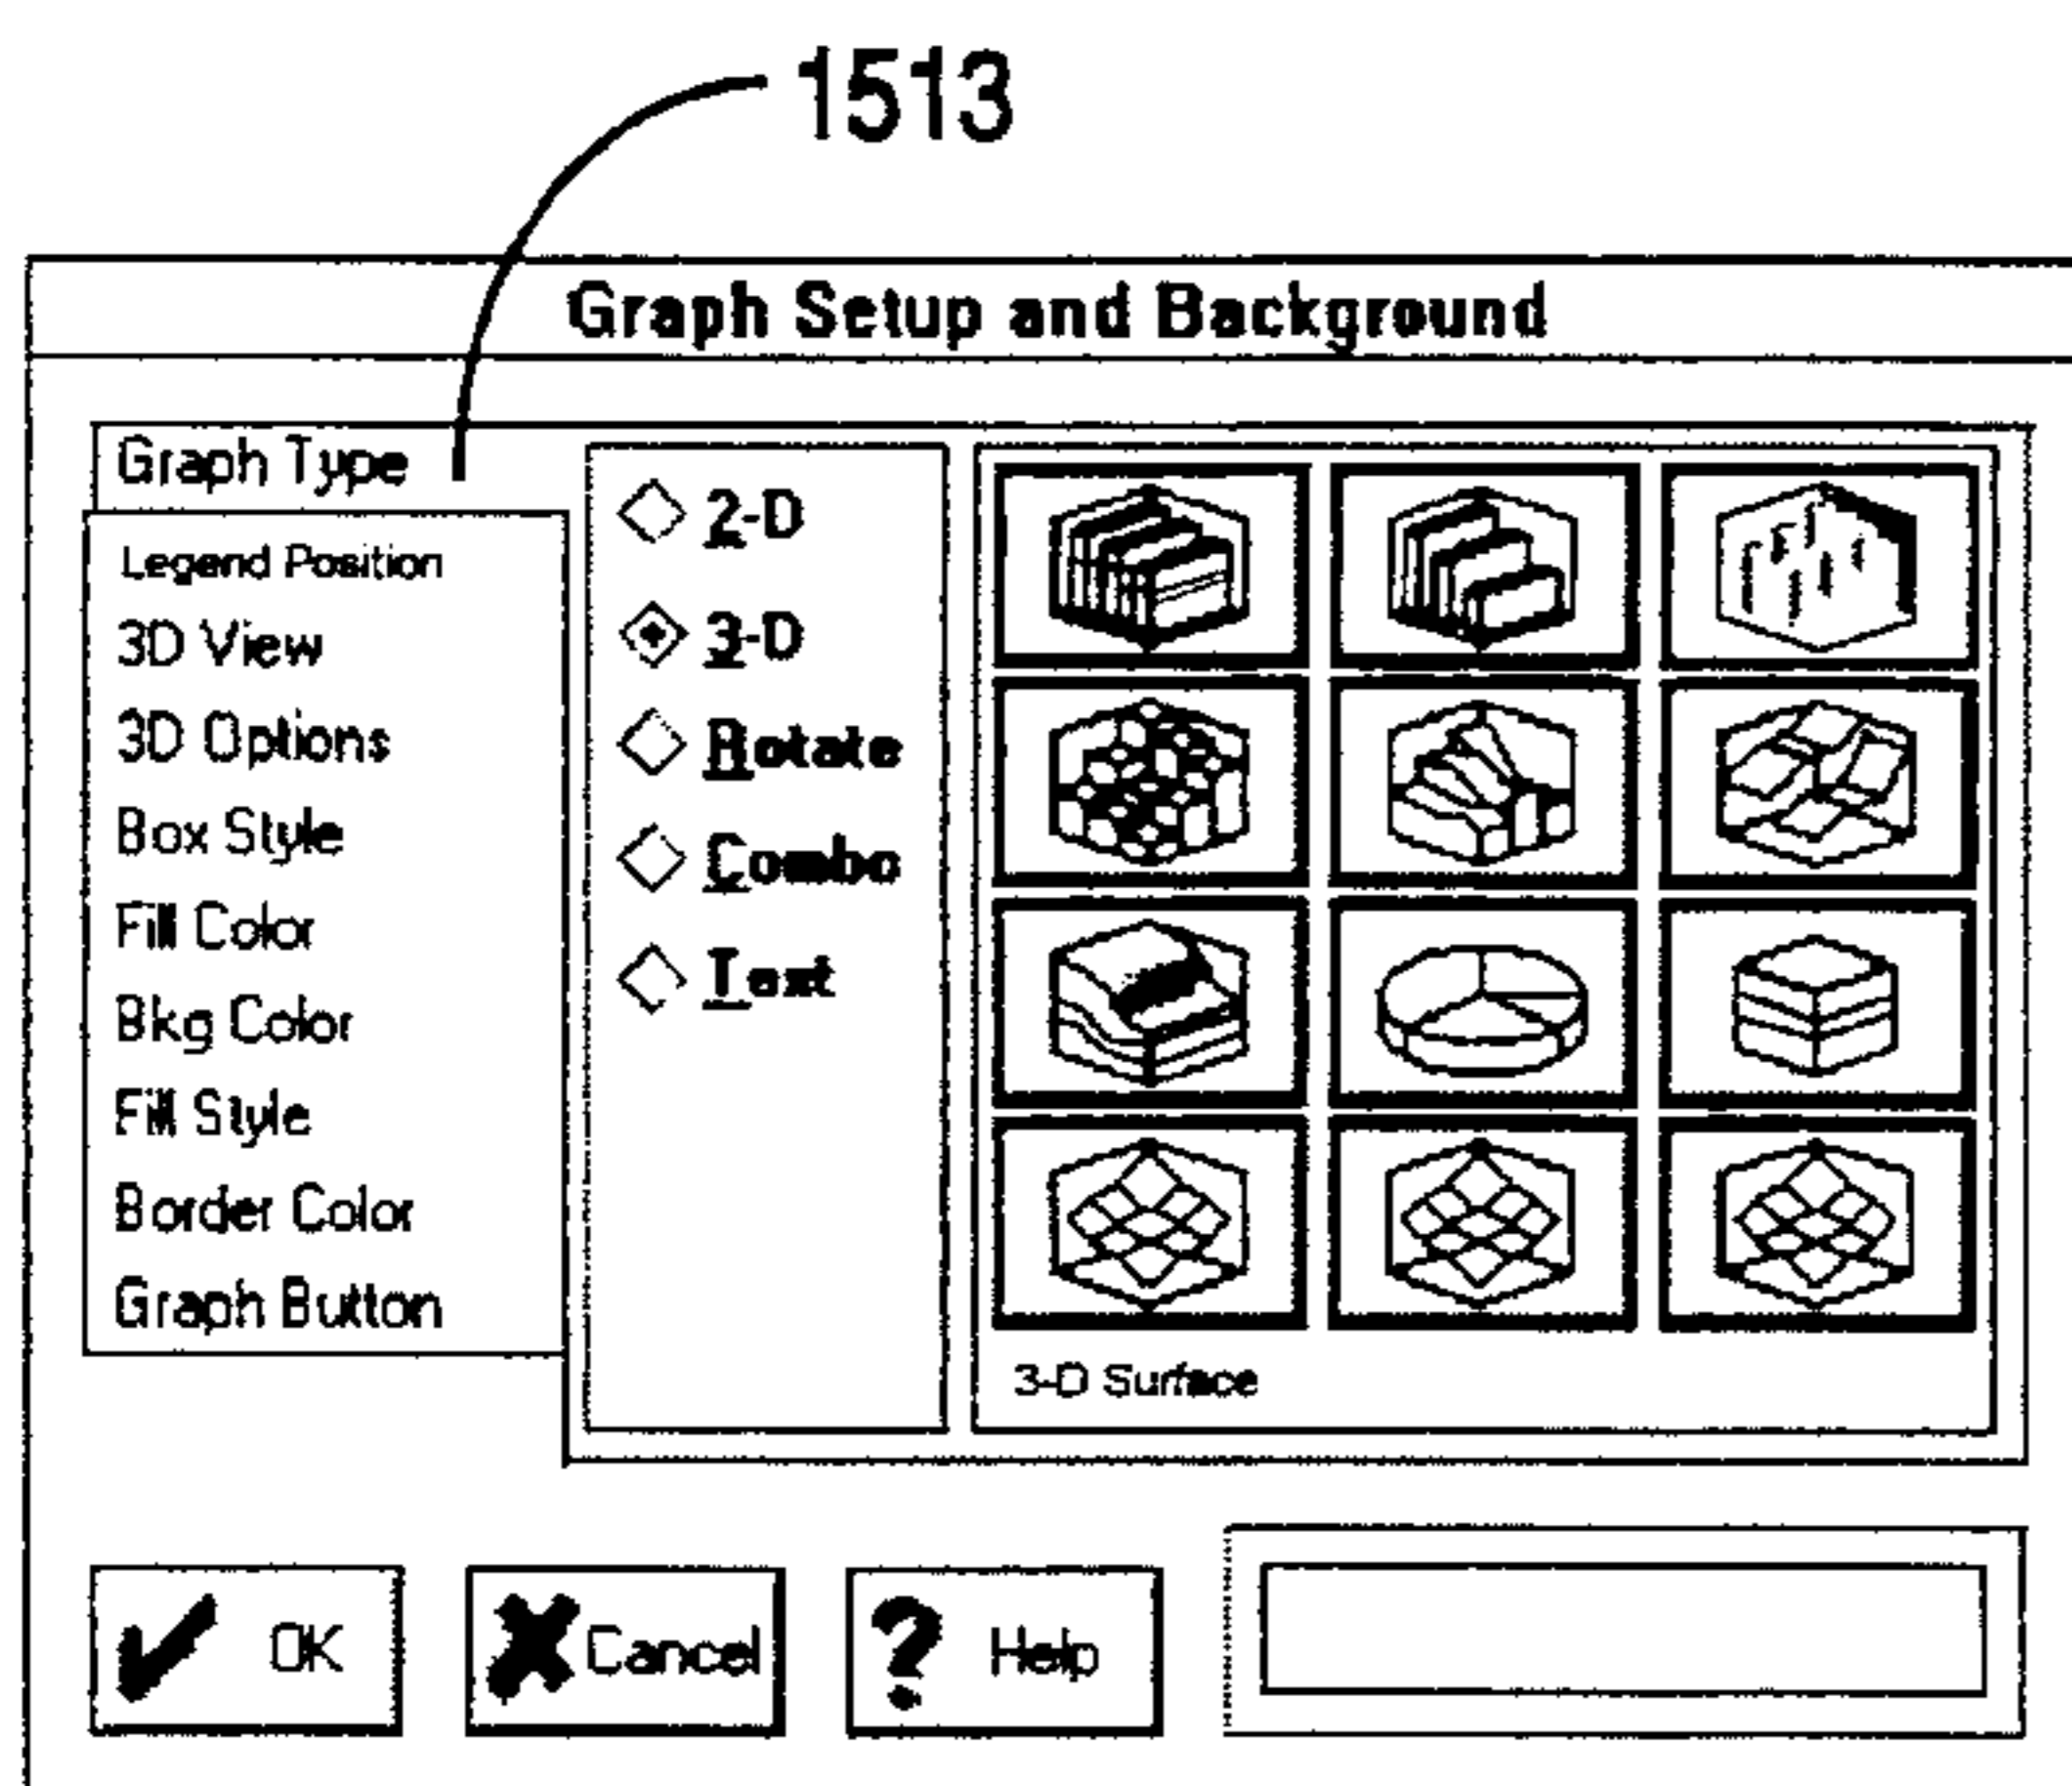 1513
Graph Setup and Background
Graph Type
Legend Position
3D View
3D Options
Box Style
Fill Color
Bkg Color
Fill Style
Border Color
Graph Button
2-D
3-D
Rotate
Combo
Text
3-D Surface
OK
Cancel
Help